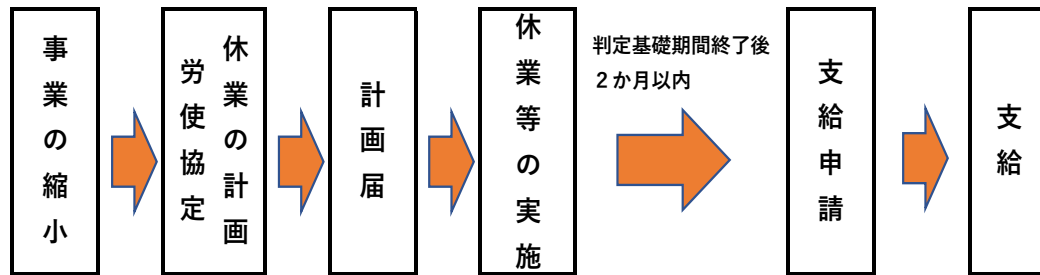 事業の縮小
休業の計画
労使協定
計画届
休業等の実施
判定基礎期間終了後
2か月以内
支給申請
支給